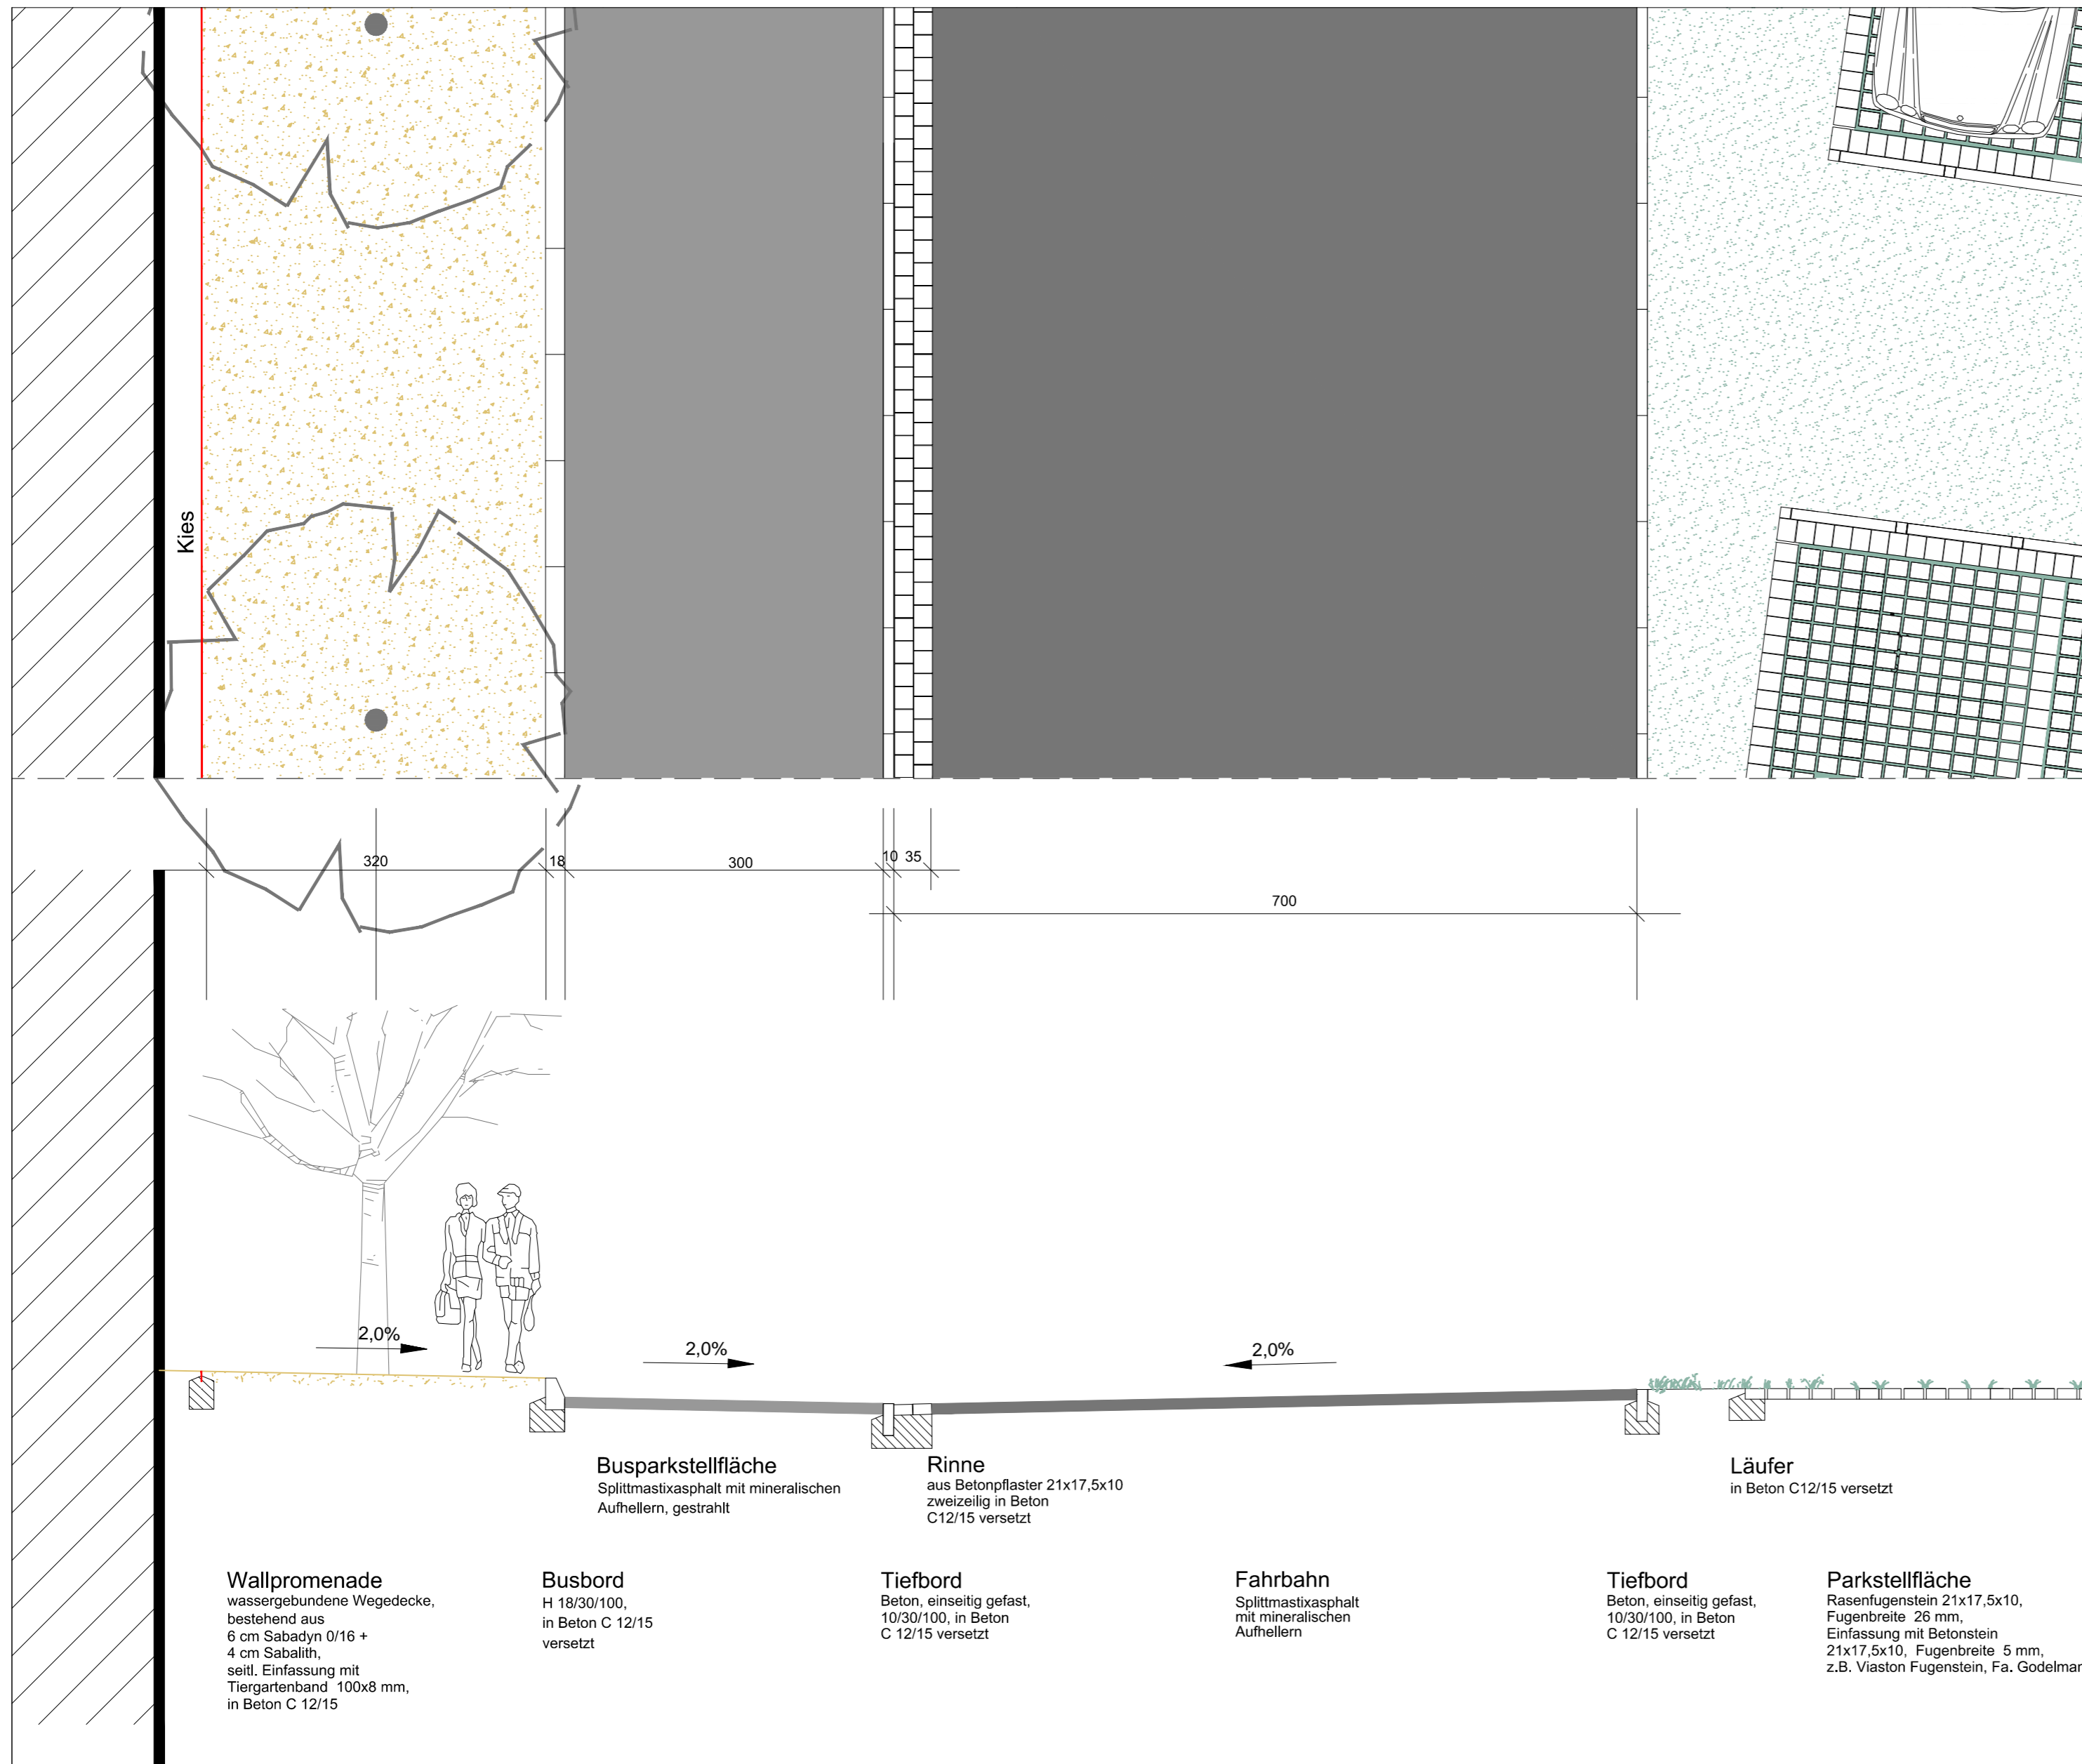 Kies
320
18
300
10
35
700
2,0%
2,0%
2,0%
Busparkstellfläche
Splittmastixasphalt mit mineralischen
Aufhellern, gestrahlt
Rinne
aus Betonpflaster 21x17,5x10
zweizeilig in Beton
C12/15 versetzt
Läufer
in Beton C12/15 versetzt
Wallpromenade
wassergebundene Wegedecke,
bestehend aus
6 cm Sabadyn 0/16 +
4 cm Sabalith,
seitl. Einfassung mit
Tiergartenband 100x8 mm,
in Beton C 12/15
Busbord
H 18/30/100,
in Beton C 12/15
versetzt
Tiefbord
Beton, einseitig gefast,
10/30/100, in Beton
C 12/15 versetzt
Fahrbahn
Splittmastixasphalt
mit mineralischen
Aufhellern
Tiefbord
Beton, einseitig gefast,
10/30/100, in Beton
C 12/15 versetzt
Parkstellfläche
Rasenfugenstein 21x17,5x10,
Fugenbreite 26 mm,
Einfassung mit Betonstein
21x17,5x10, Fugenbreite 5 mm,
z.B. Viaston Fugenstein, Fa.